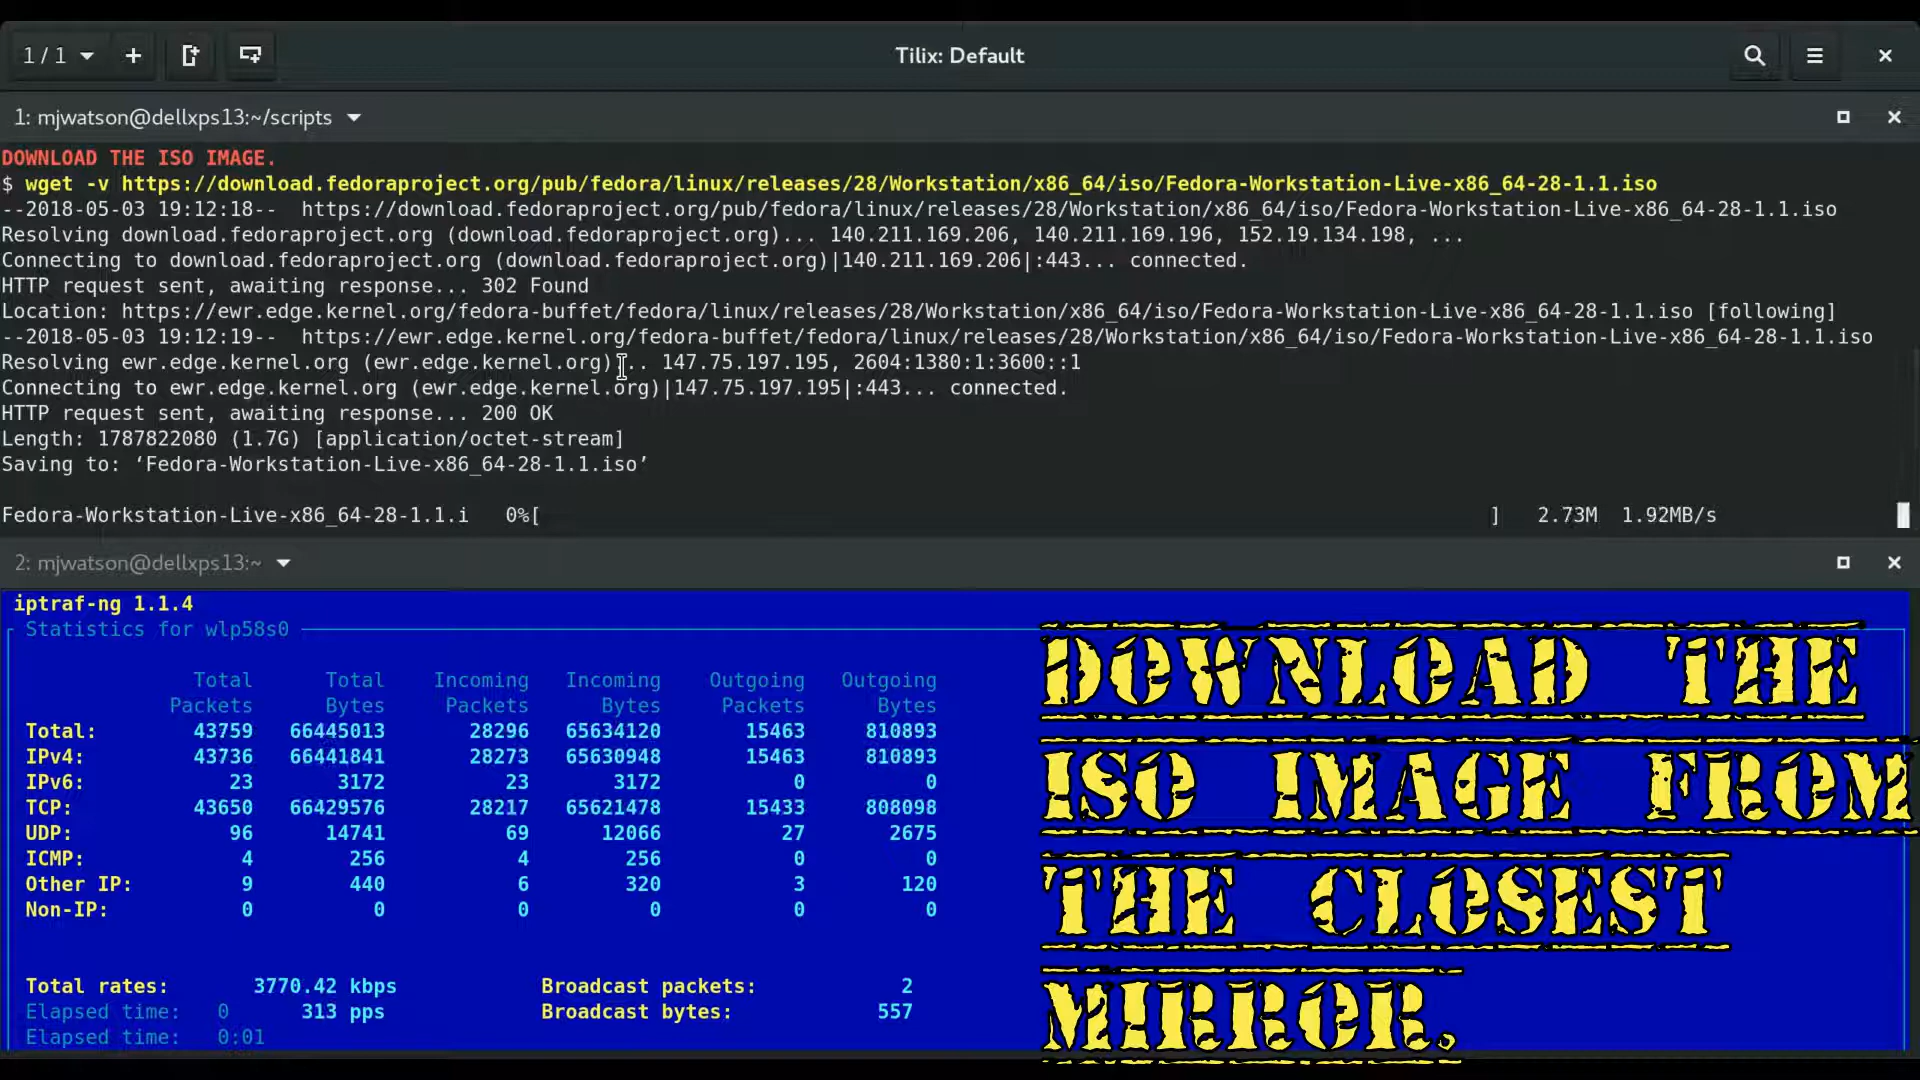 1 / 1
Tilix: Default
1: mjwatson@dellxps13:~/scripts
DOWNLOAD THE ISO IMAGE.
$ wget -v https://download.fedoraproject.org/pub/fedora/linux/releases/28/Workstation/x86_64/iso/Fedora-Workstation-Live-x86_64-28-1.1.iso
--2018-05-03 19:12:18--  https://download.fedoraproject.org/pub/fedora/linux/releases/28/Workstation/x86_64/iso/Fedora-Workstation-Live-x86_64-28-1.1.iso
Resolving download.fedoraproject.org (download.fedoraproject.org)... 140.211.169.206, 140.211.169.196, 152.19.134.198, ...
Connecting to download.fedoraproject.org (download.fedoraproject.org)|140.211.169.206|:443... connected.
HTTP request sent, awaiting response... 302 Found
Location: https://ewr.edge.kernel.org/fedora-buffet/fedora/linux/releases/28/Workstation/x86_64/iso/Fedora-Workstation-Live-x86_64-28-1.1.iso [following]
--2018-05-03 19:12:19--  https://ewr.edge.kernel.org/fedora-buffet/fedora/linux/releases/28/Workstation/x86_64/iso/Fedora-Workstation-Live-x86_64-28-1.1.iso
Resolving ewr.edge.kernel.org (ewr.edge.kernel.org)... 147.75.197.195, 2604:1380:1:3600::1
Connecting to ewr.edge.kernel.org (ewr.edge.kernel.org)|147.75.197.195|:443... connected.
HTTP request sent, awaiting response... 200 OK
Length: 1787822080 (1.7G) [application/octet-stream]
Saving to: ‘Fedora-Workstation-Live-x86_64-28-1.1.iso’
Fedora-Workstation-Live-x86_64-28-1.1.i   0%[                    ]   2.73M  1.92MB/s
2: mjwatson@dellxps13:~
iptraf-ng 1.1.4
Statistics for wlp58s0
Total Total Incoming Incoming Outgoing Outgoing
Packets Bytes Packets Bytes Packets Bytes
Total: 43759 66445013 28296 65634120 15463 810893
IPv4: 43736 66441841 28273 65630948 15463 810893
IPv6: 23 3172 23 3172 0 0
TCP: 43650 66429576 28217 65621478 15433 808098
UDP: 96 14741 69 12066 27 2675
ICMP: 4 256 4 256 0 0
Other IP: 9 440 6 320 3 120
Non-IP: 0 0 0 0 0 0
Total rates: 3770.42 kbps Broadcast packets: 2
Elapsed time: 0 313 pps Broadcast bytes: 557
Elapsed time: 0:01
DOWNLOAD THE
ISO IMAGE FROM
THE CLOSEST
MIRROR.